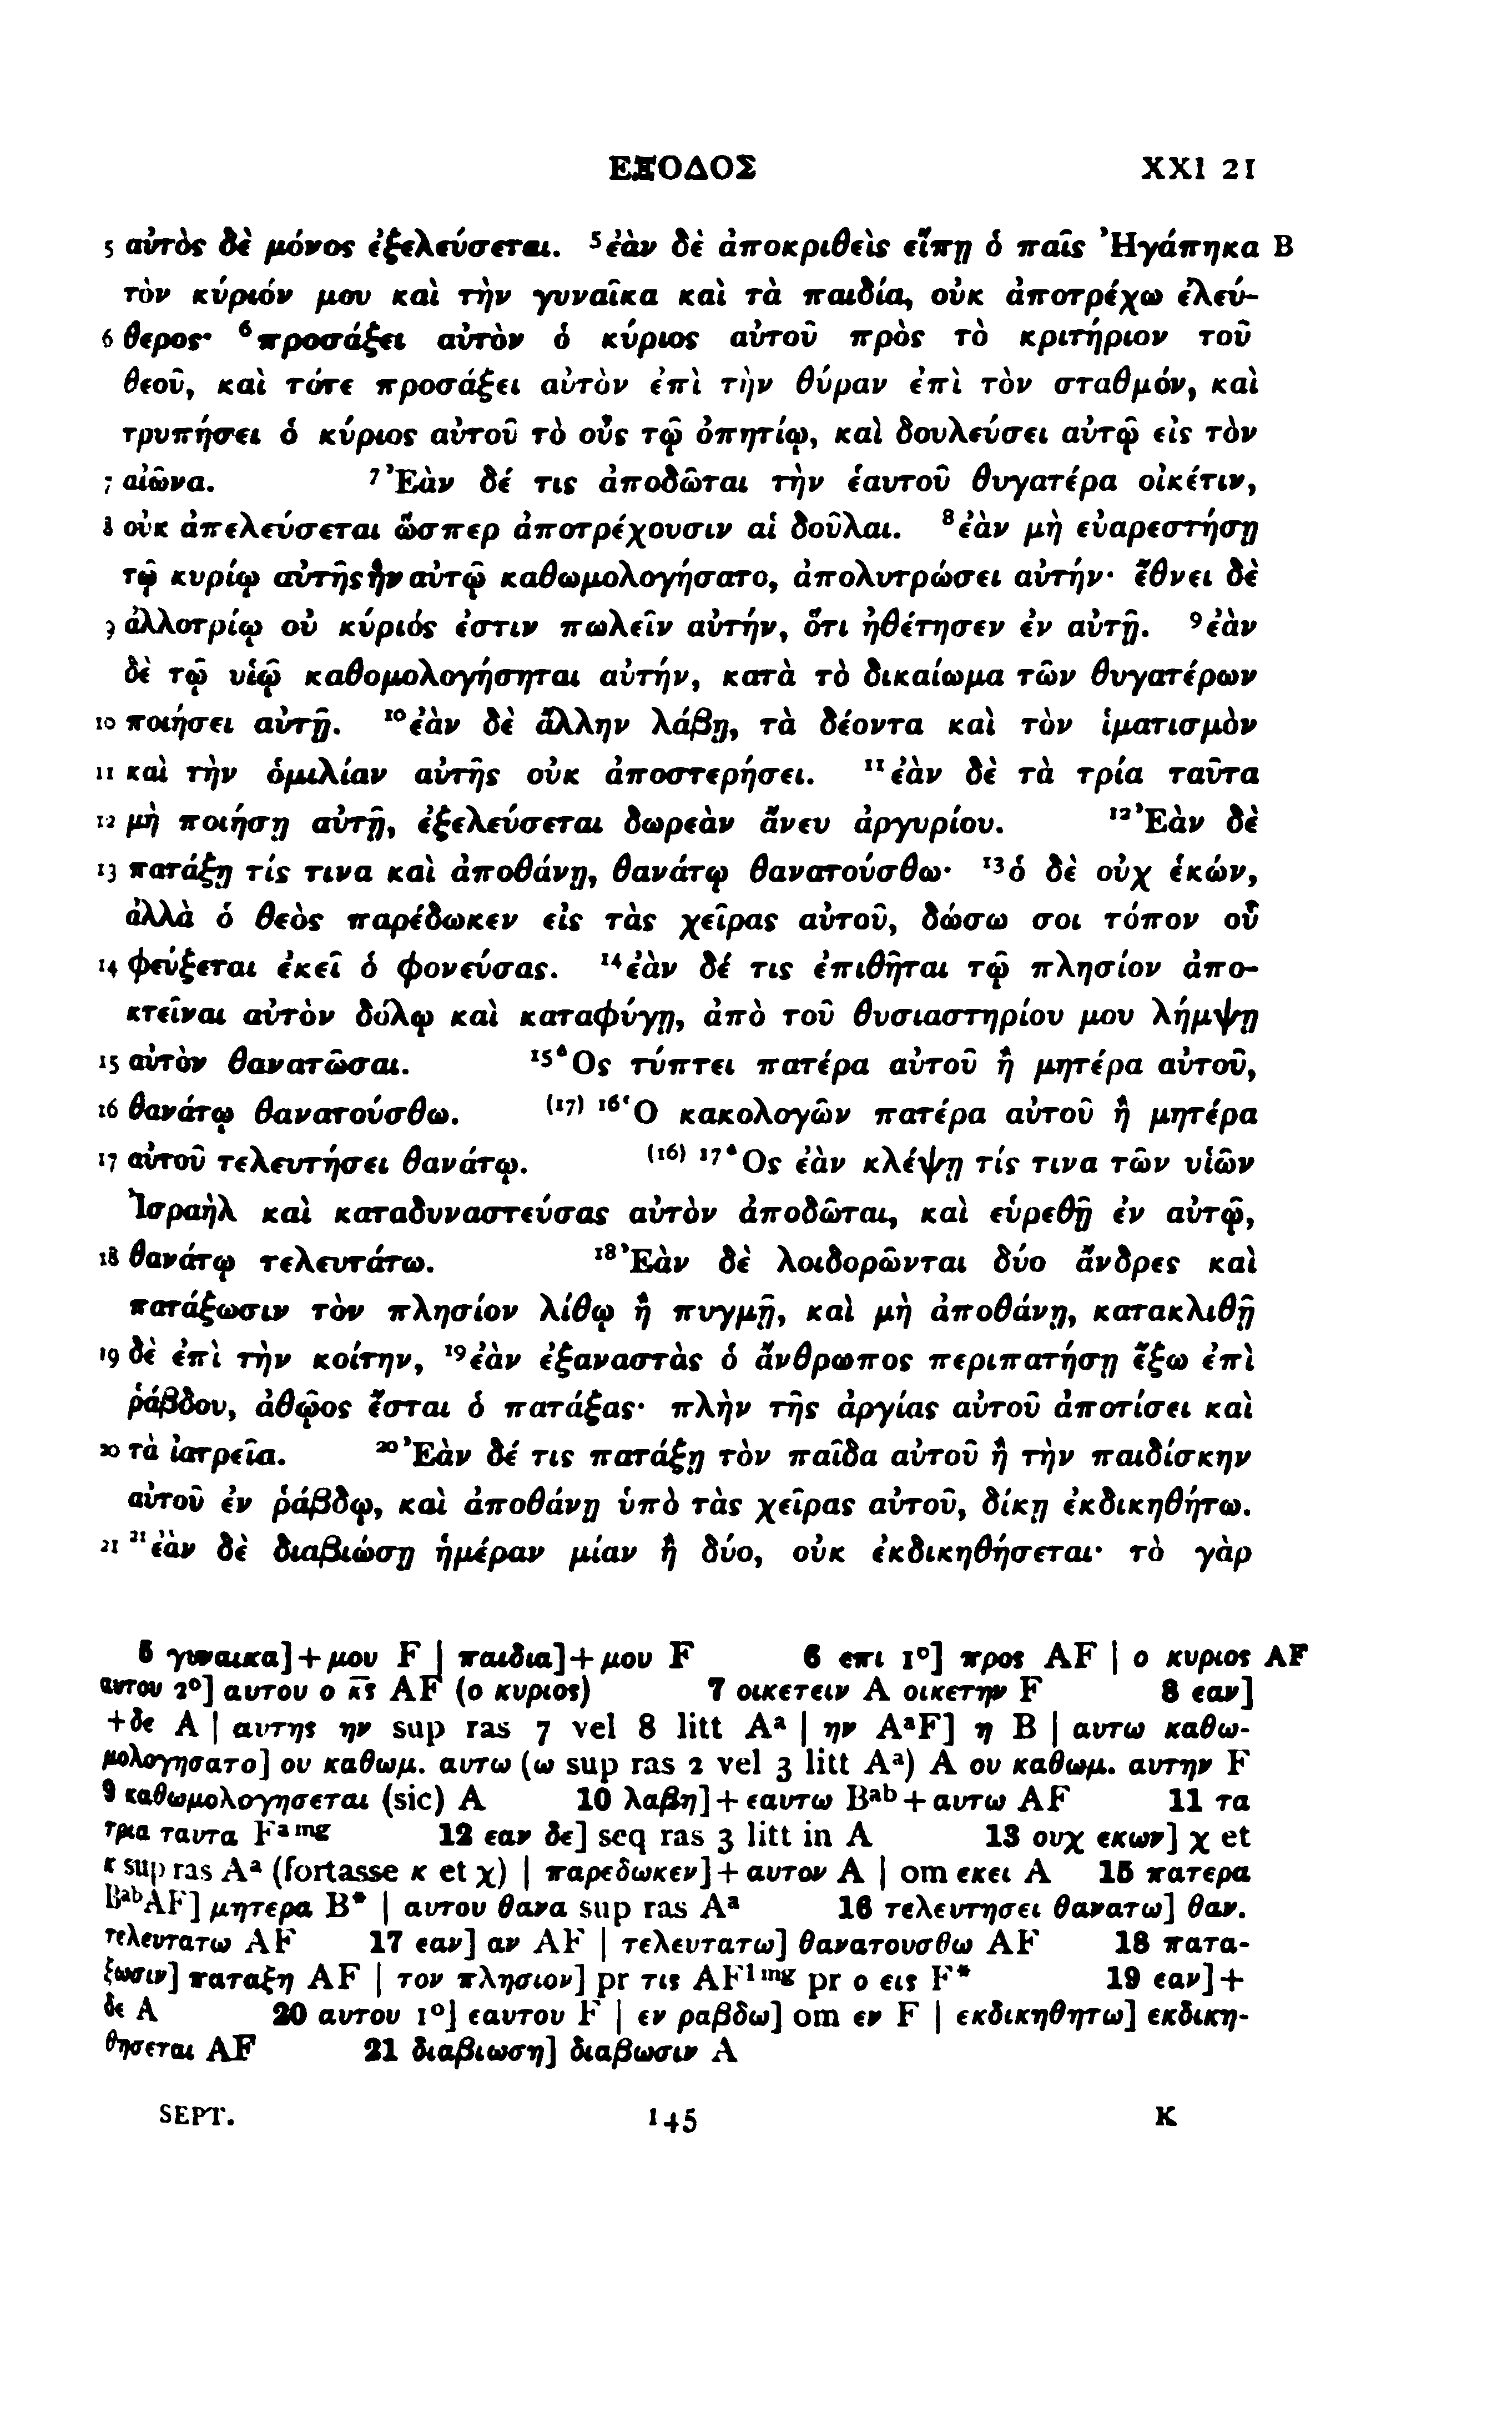 ΕΞΟΔΟΣ XXI 21
5 αὐτὸς δὲ μόνος ἐξελεύσεται. ⁵ἐὰν δὲ ἀποκριθεὶς εἴπῃ ὁ παῖς Ἠγάπηκα B
τὸν κύριόν μου καὶ τὴν γυναῖκα καὶ τὰ παιδία, οὐκ ἀποτρέχω ἐλεύ-
6 θερος· ⁶προσάξει αὐτὸν ὁ κύριος αὐτοῦ πρὸς τὸ κριτήριον τοῦ
θεοῦ, καὶ τότε προσάξει αὐτὸν ἐπὶ τὴν θύραν ἐπὶ τὸν σταθμόν, καὶ
τρυπήσει ὁ κύριος αὐτοῦ τὸ οὖς τῷ ὀπητίῳ, καὶ δουλεύσει αὐτῷ εἰς τὸν
7 αἰῶνα. ⁷Ἐὰν δέ τις ἀποδῶται τὴν ἑαυτοῦ θυγατέρα οἰκέτιν,
8 οὐκ ἀπελεύσεται ὥσπερ ἀποτρέχουσιν αἱ δοῦλαι. ⁸ἐὰν μὴ εὐαρεστήσῃ
τῷ κυρίῳ αὐτῆς ἣν αὐτῷ καθωμολογήσατο, ἀπολυτρώσει αὐτήν· ἔθνει δὲ
9 ἀλλοτρίῳ οὐ κύριός ἐστιν πωλεῖν αὐτήν, ὅτι ἠθέτησεν ἐν αὐτῇ. ⁹ἐὰν
δὲ τῷ υἱῷ καθομολογήσηται αὐτήν, κατὰ τὸ δικαίωμα τῶν θυγατέρων
10 ποιήσει αὐτῇ. ¹⁰ἐὰν δὲ ἄλλην λάβῃ, τὰ δέοντα καὶ τὸν ἱματισμὸν
11 καὶ τὴν ὁμιλίαν αὐτῆς οὐκ ἀποστερήσει. ¹¹ἐὰν δὲ τὰ τρία ταῦτα
12 μὴ ποιήσῃ αὐτῇ, ἐξελεύσεται δωρεὰν ἄνευ ἀργυρίου. ¹²Ἐὰν δὲ
13 πατάξῃ τίς τινα καὶ ἀποθάνῃ, θανάτῳ θανατούσθω· ¹³ὁ δὲ οὐχ ἑκών,
ἀλλὰ ὁ θεὸς παρέδωκεν εἰς τὰς χεῖρας αὐτοῦ, δώσω σοι τόπον οὗ
14 φεύξεται ἐκεῖ ὁ φονεύσας. ¹⁴ἐὰν δέ τις ἐπιθῆται τῷ πλησίον ἀπο-
κτεῖναι αὐτὸν δόλῳ καὶ καταφύγῃ, ἀπὸ τοῦ θυσιαστηρίου μου λήμψῃ
15 αὐτὸν θανατῶσαι. ¹⁵Ὃς τύπτει πατέρα αὐτοῦ ἢ μητέρα αὐτοῦ,
16 θανάτῳ θανατούσθω. ⁽¹⁷⁾ ¹⁶Ὁ κακολογῶν πατέρα αὐτοῦ ἢ μητέρα
17 αὐτοῦ τελευτήσει θανάτῳ. ⁽¹⁶⁾ ¹⁷Ὃς ἐὰν κλέψῃ τίς τινα τῶν υἱῶν
Ἰσραὴλ καὶ καταδυναστεύσας αὐτὸν ἀποδῶται, καὶ εὑρεθῇ ἐν αὐτῷ,
18 θανάτῳ τελευτάτω. ¹⁸Ἐὰν δὲ λοιδορῶνται δύο ἄνδρες καὶ
πατάξωσιν τὸν πλησίον λίθῳ ἢ πυγμῇ, καὶ μὴ ἀποθάνῃ, κατακλιθῇ
19 δὲ ἐπὶ τὴν κοίτην, ¹⁹ἐὰν ἐξαναστὰς ὁ ἄνθρωπος περιπατήσῃ ἔξω ἐπὶ
ῥάβδου, ἀθῷος ἔσται ὁ πατάξας· πλὴν τῆς ἀργίας αὐτοῦ ἀποτίσει καὶ
20 τὰ ἰατρεῖα. ²⁰Ἐὰν δέ τις πατάξῃ τὸν παῖδα αὐτοῦ ἢ τὴν παιδίσκην
αὐτοῦ ἐν ῥάβδῳ, καὶ ἀποθάνῃ ὑπὸ τὰς χεῖρας αὐτοῦ, δίκῃ ἐκδικηθήτω.
21 ²¹ἐὰν δὲ διαβιώσῃ ἡμέραν μίαν ἢ δύο, οὐκ ἐκδικηθήσεται· τὸ γὰρ
5 γυναικα]+μου F | παιδια]+μου F 6 επι 1°] προς AF | ο κυριος AF
αυτου 2°] αυτου ο κ̅ς̅ AF (ο κυριος) 7 οικετειν A οικετην F 8 εαν]
+δε A | αυτης ην sup ras 7 vel 8 litt Aᵃ | ην AᵃF] η B | αυτω καθω-
μολογησατο] ου καθωμ. αυτω (ω sup ras 2 vel 3 litt Aᵃ) A ου καθωμ. αυτην F
9 καθωμολογησεται (sic) A 10 λαβη]+εαυτω Bᵃᵇ+αυτω AF 11 τα
τρια ταυτα Fᵃᵐᵍ 12 εαν δε] seq ras 3 litt in A 13 ουχ εκων] χ et
κ sup ras Aᵃ (fortasse κ et χ) | παρεδωκεν]+αυτον A | om εκει A 15 πατερα
BᵃᵇAF] μητερα B* | αυτου θανα sup ras Aᵃ 16 τελευτησει θανατω] θαν.
τελευτατω AF 17 εαν] αν AF | τελευτατω] θανατουσθω AF 18 πατα-
ξωσιν] παταξη AF | τον πλησιον] pr τις AF¹ᵐᵍ pr ο εις F* 19 εαν]+
δε A 20 αυτου 1°] εαυτου F | εν ραβδω] om εν F | εκδικηθητω] εκδικη-
θησεται AF 21 διαβιωση] διαβωσιν A
SEPT. 145 K